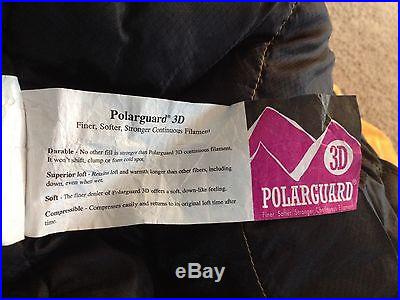 Polarguard® 3D
Finer, Softer, Stronger Continuous Filament
Durable - No other fill is stronger than Polarguard 3D continuous filament.
It won't shift, clump or form cold spot.
Superior loft - Retains loft and warmth longer than other fibers, including
down, even when wet.
Soft - The finer denier of Polarguard 3D offers a soft, down-like feeling.
Compressible - Compresses easily and returns to its original loft time after
time.
3D
POLARGUARD®
Finer Softer Stronger Continuous Filament
Worthopedia